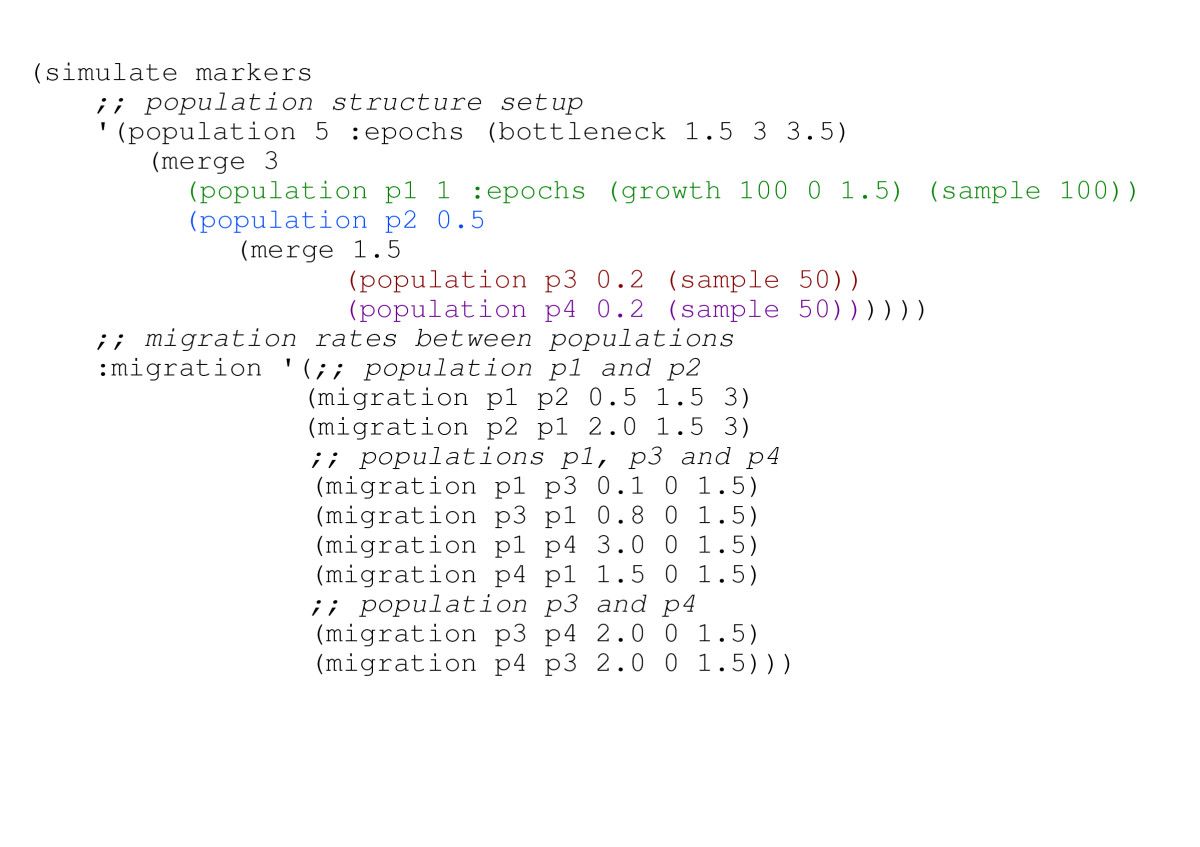 (simulate markers
;; population structure setup
'(population 5 :epochs (bottleneck 1.5 3 3.5)
(merge 3
(population p1 1 :epochs (growth 100 0 1.5) (sample 100))
(population p2 0.5
(merge 1.5
(population p3 0.2 (sample 50))
(population p4 0.2 (sample 50))))))
;; migration rates between populations
:migration '(;; population p1 and p2
(migration p1 p2 0.5 1.5 3)
(migration p2 p1 2.0 1.5 3)
;; populations p1, p3 and p4
(migration p1 p3 0.1 0 1.5)
(migration p3 p1 0.8 0 1.5)
(migration p1 p4 3.0 0 1.5)
(migration p4 p1 1.5 0 1.5)
;; population p3 and p4
(migration p3 p4 2.0 0 1.5)
(migration p4 p3 2.0 0 1.5)))